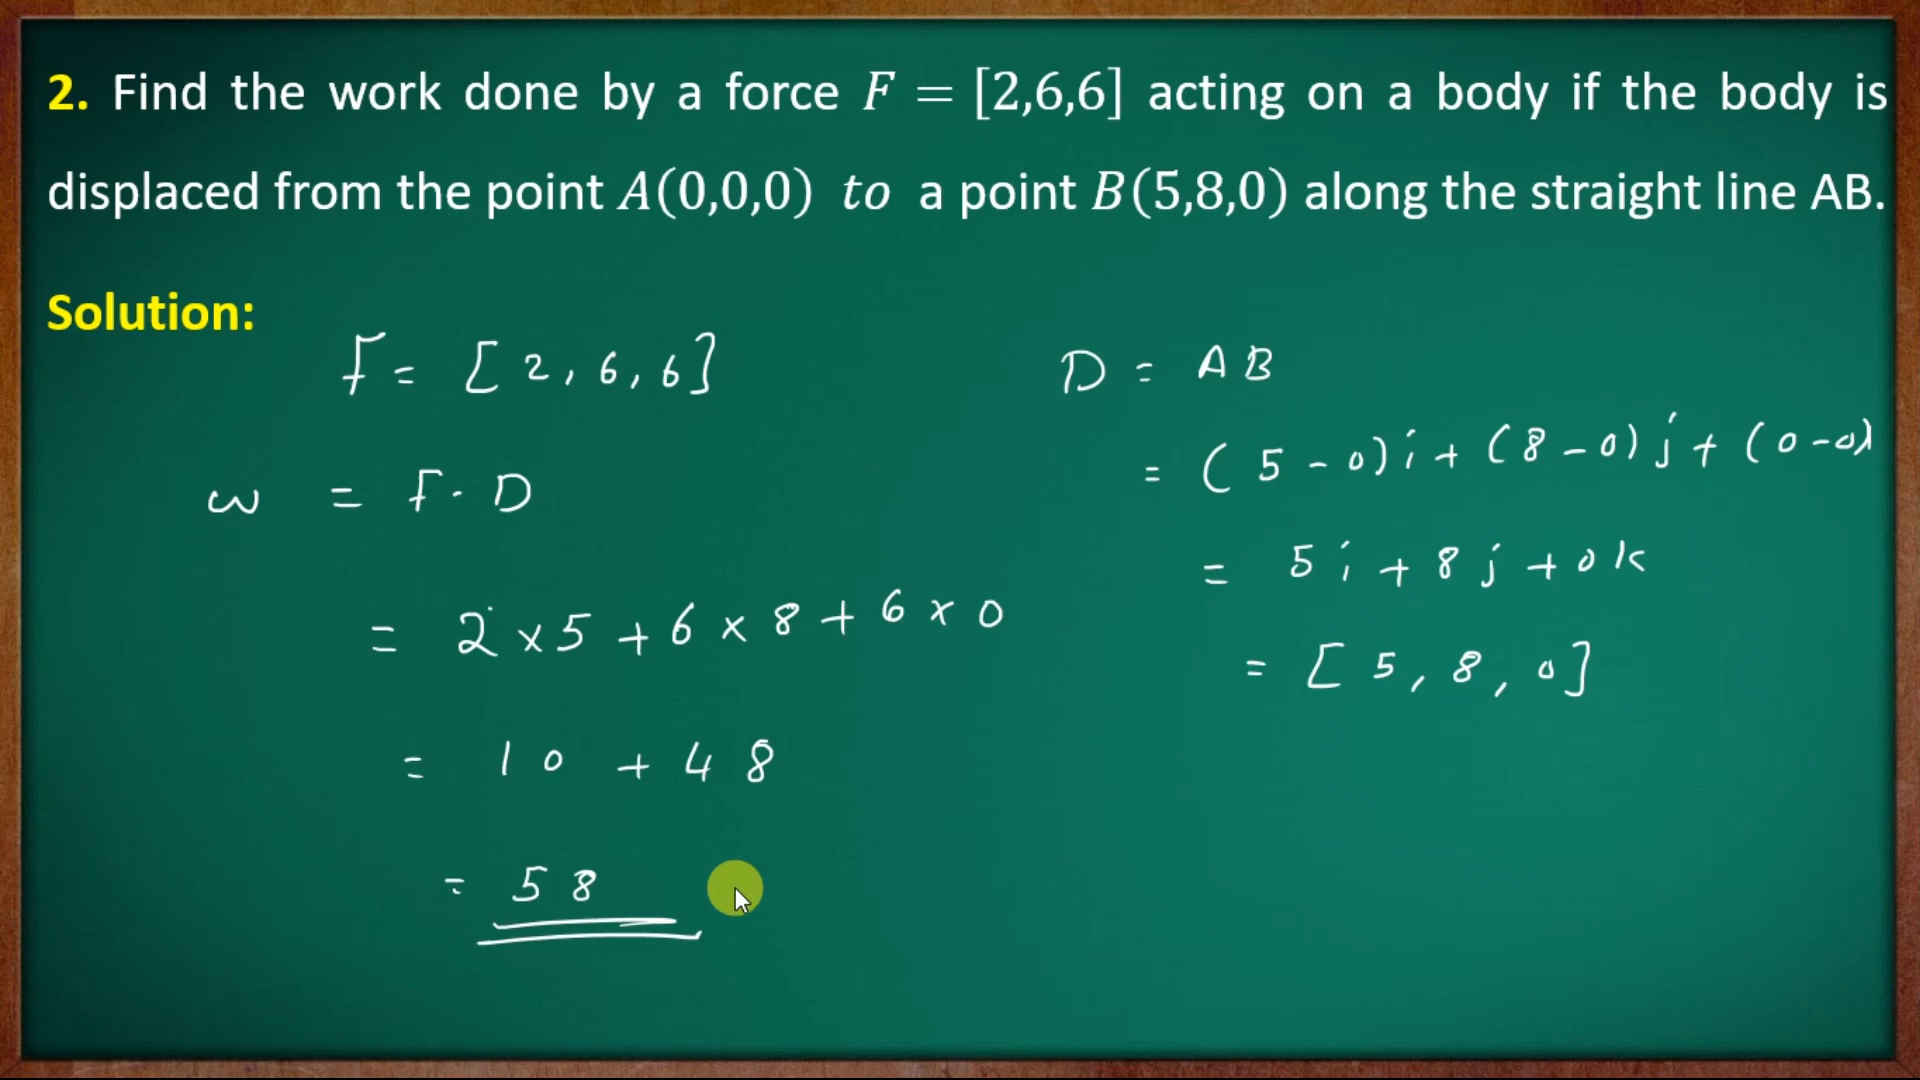 2. Find the work done by a force F = [2,6,6] acting on a body if the body is
displaced from the point A(0,0,0) to a point B(5,8,0) along the straight line AB.
Solution:
F = [2, 6, 6]
w = F · D
= 2 × 5 + 6 × 8 + 6 × 0
= 10 + 48
= 58
D = AB
= (5 - 0) i + (8 - 0) j + (0 - 0)
= 5 i + 8 j + 0 k
= [5, 8, 0]